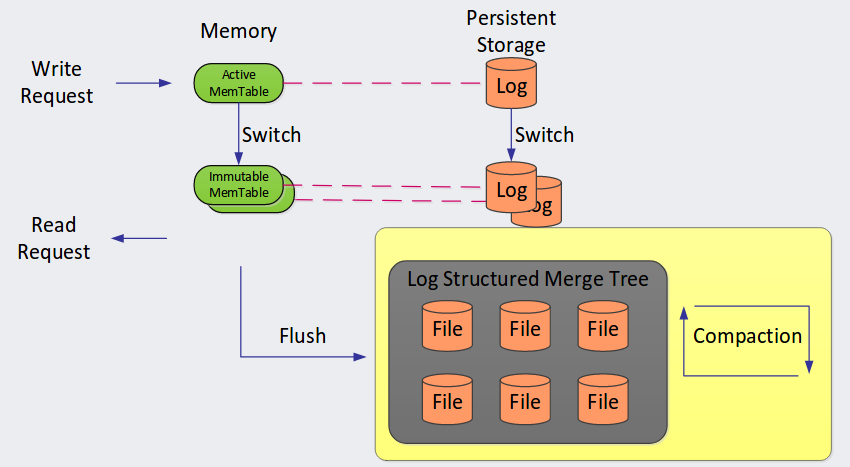 Memory
Persistent
Storage
Write
Request
Active
MemTable
Log
Switch
Switch
Immutable
MemTable
Log
Log
Read
Request
Log Structured Merge Tree
File
File
File
Compaction
Flush
File
File
File